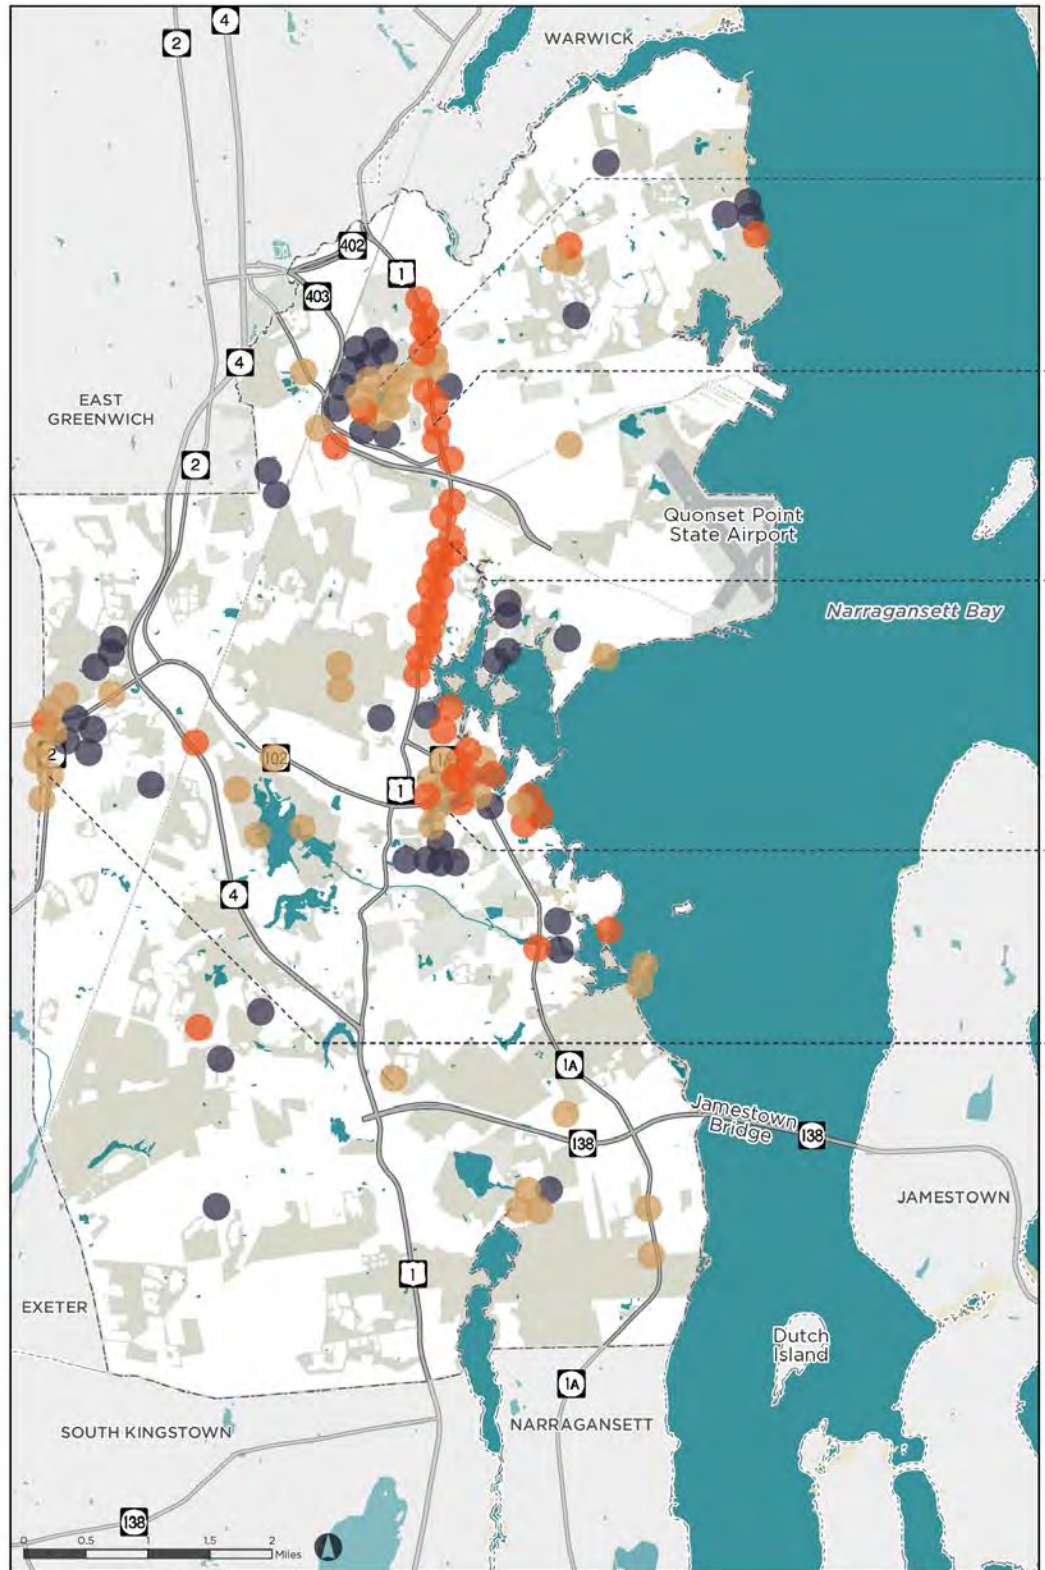 4
2
WARWICK
402
1
403
4
EAST
GREENWICH
2
Quonset Point
State Airport
Narragansett Bay
2
102
1A
1
4
1A
Jamestown
Bridge
138
138
JAMESTOWN
1
EXETER
Dutch
Island
1A
SOUTH KINGSTOWN
NARRAGANSETT
138
0 0.5 1 1.5 2
Miles